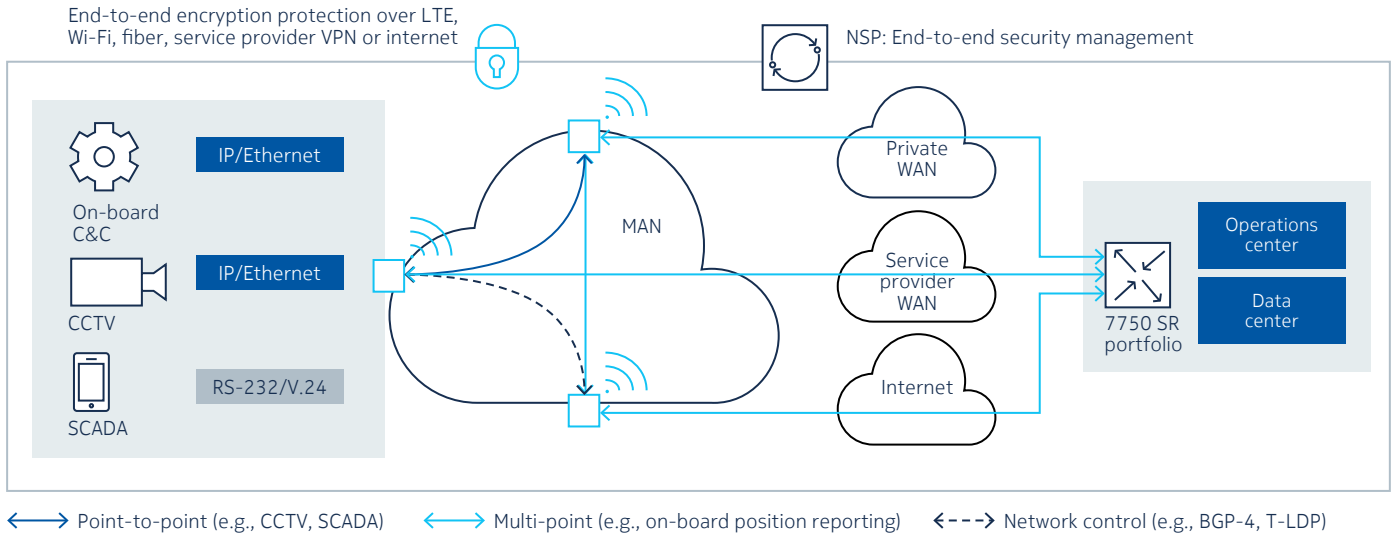 End-to-end encryption protection over LTE,
Wi-Fi, fiber, service provider VPN or internet
NSP: End-to-end security management
IP/Ethernet
On-board
C&C
IP/Ethernet
CCTV
RS-232/V.24
SCADA
MAN
Private
WAN
Service
provider
WAN
Internet
7750 SR
portfolio
Operations
center
Data
center
Point-to-point (e.g., CCTV, SCADA)
Multi-point (e.g., on-board position reporting)
Network control (e.g., BGP-4, T-LDP)